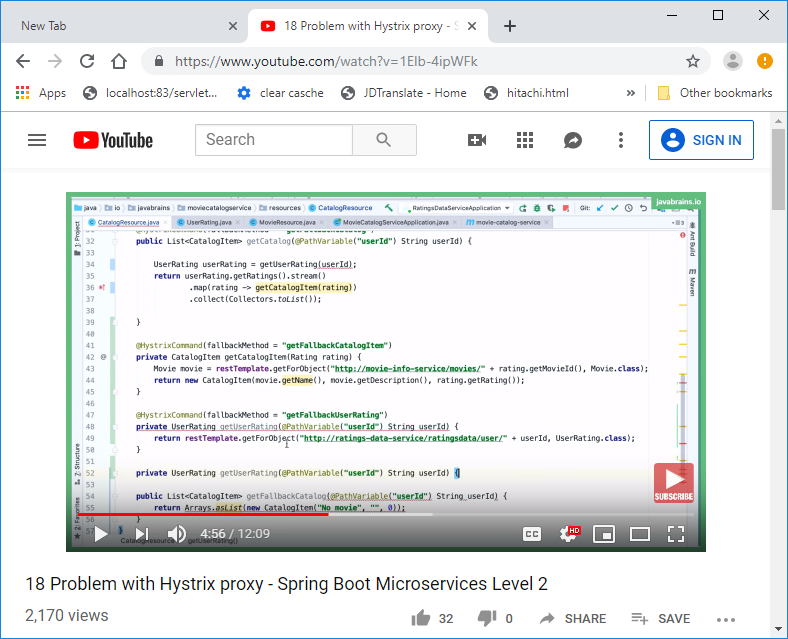 New Tab
18 Problem with Hystrix proxy - S
https://www.youtube.com/watch?v=1EIb-4ipWFk
Apps localhost:83/servlet... clear casche JDTranslate - Home hitachi.html » Other bookmarks
YouTube Search SIGN IN
java io javabrains moviecatalogservice resources CatalogResource RatingsDataServiceApplication Git: javabrains.io
CatalogResource.java UserRating.java MovieResource.java MovieCatalogServiceApplication.java movie-catalog-service
1: Project
Ant Build
Maven
32 public List<CatalogItem> getCatalog(@PathVariable("userId") String userId) {
33
34 UserRating userRating = getUserRating(userId);
35 return userRating.getRatings().stream()
36 .map(rating -> getCatalogItem(rating))
37 .collect(Collectors.toList());
38
39 }
40
41 @HystrixCommand(fallbackMethod = "getFallbackCatalogItem")
42 @ private CatalogItem getCatalogItem(Rating rating) {
43 Movie movie = restTemplate.getForObject("http://movie-info-service/movies/" + rating.getMovieId(), Movie.class);
44 return new CatalogItem(movie.getName(), movie.getDescription(), rating.getRating());
45 }
46
47 @HystrixCommand(fallbackMethod = "getFallbackUserRating")
48 private UserRating getUserRating(@PathVariable("userId") String userId) {
49 return restTemplate.getForObject("http://ratings-data-service/ratingsdata/user/" + userId, UserRating.class);
50 }
51
52 private UserRating getUserRating(@PathVariable("userId") String userId) {
53
54 public List<CatalogItem> getFallbackCatalog(@PathVariable("userId") String userId) {
55 return Arrays.asList(new CatalogItem("No movie", "", 0));
56 }
57 }
Z: Structure
2: Favorites
SUBSCRIBE
4:56 / 12:09 CC HD
CatalogResource getUserRating()
18 Problem with Hystrix proxy - Spring Boot Microservices Level 2
2,170 views 32 0 SHARE SAVE